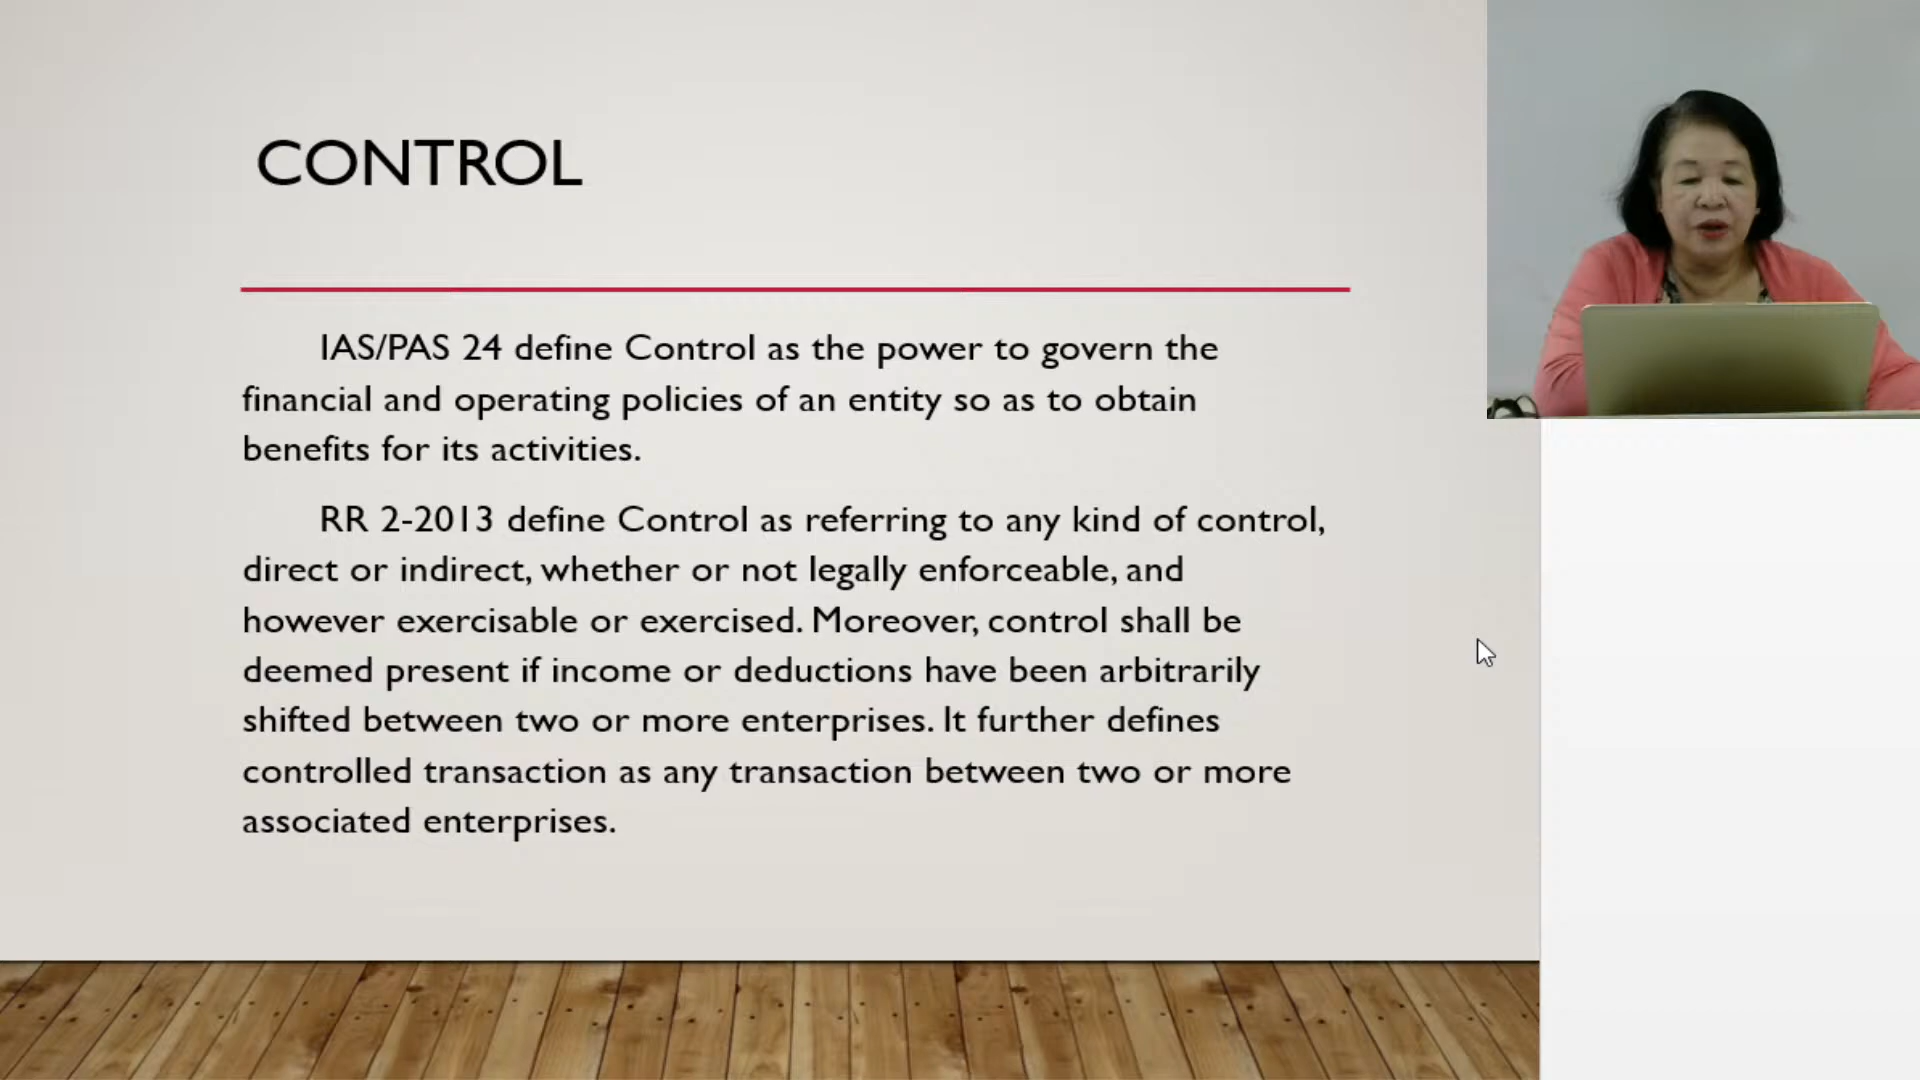 CONTROL
IAS/PAS 24 define Control as the power to govern the
financial and operating policies of an entity so as to obtain
benefits for its activities.
RR 2-2013 define Control as referring to any kind of control,
direct or indirect, whether or not legally enforceable, and
however exercisable or exercised. Moreover, control shall be
deemed present if income or deductions have been arbitrarily
shifted between two or more enterprises. It further defines
controlled transaction as any transaction between two or more
associated enterprises.